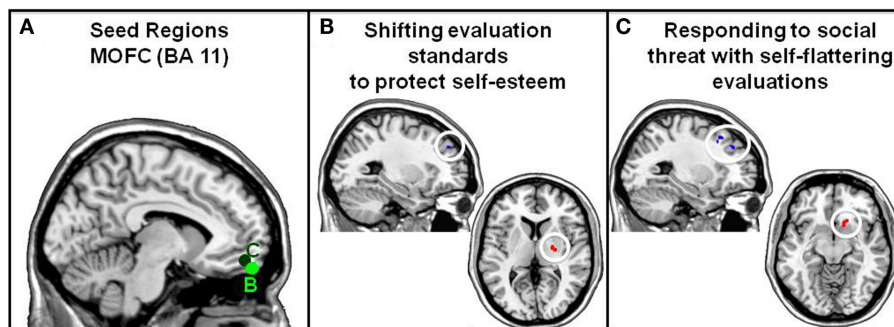 A
Seed Regions
MOFC (BA 11)
C
B
B
Shifting evaluation
standards
to protect self-esteem
C
Responding to social
threat with self-flattering
evaluations